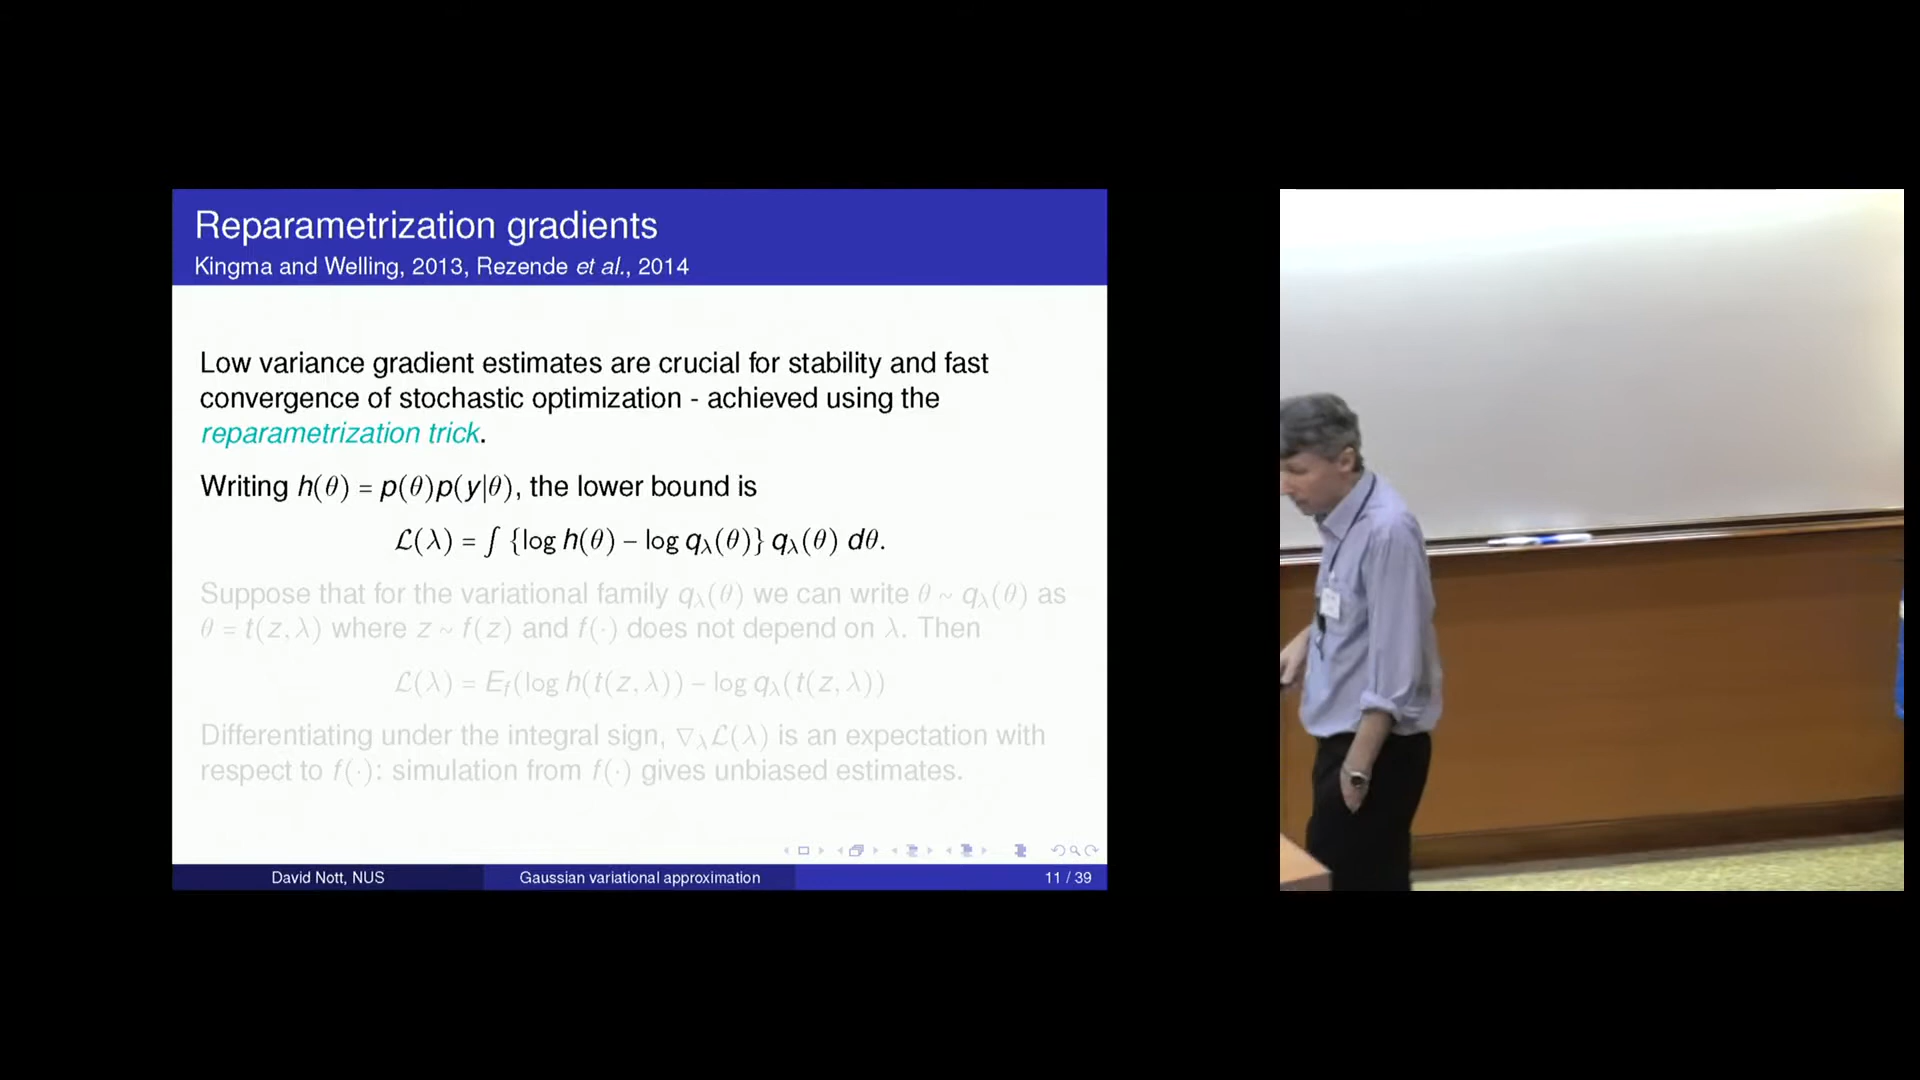 Reparametrization gradients
Kingma and Welling, 2013, Rezende et al., 2014
Low variance gradient estimates are crucial for stability and fast
convergence of stochastic optimization - achieved using the
reparametrization trick.
Writing h(θ) = p(θ)p(y|θ), the lower bound is
ℒ(λ) = ∫ {log h(θ) − log q_λ(θ)} q_λ(θ) dθ.
Suppose that for the variational family q_λ(θ) we can write θ ~ q_λ(θ) as
θ = t(z, λ) where z ~ f(z) and f(·) does not depend on λ. Then
ℒ(λ) = E_f(log h(t(z, λ)) − log q_λ(t(z, λ))
Differentiating under the integral sign, ∇_λℒ(λ) is an expectation with
respect to f(·): simulation from f(·) gives unbiased estimates.
David Nott, NUS
Gaussian variational approximation
11 / 39